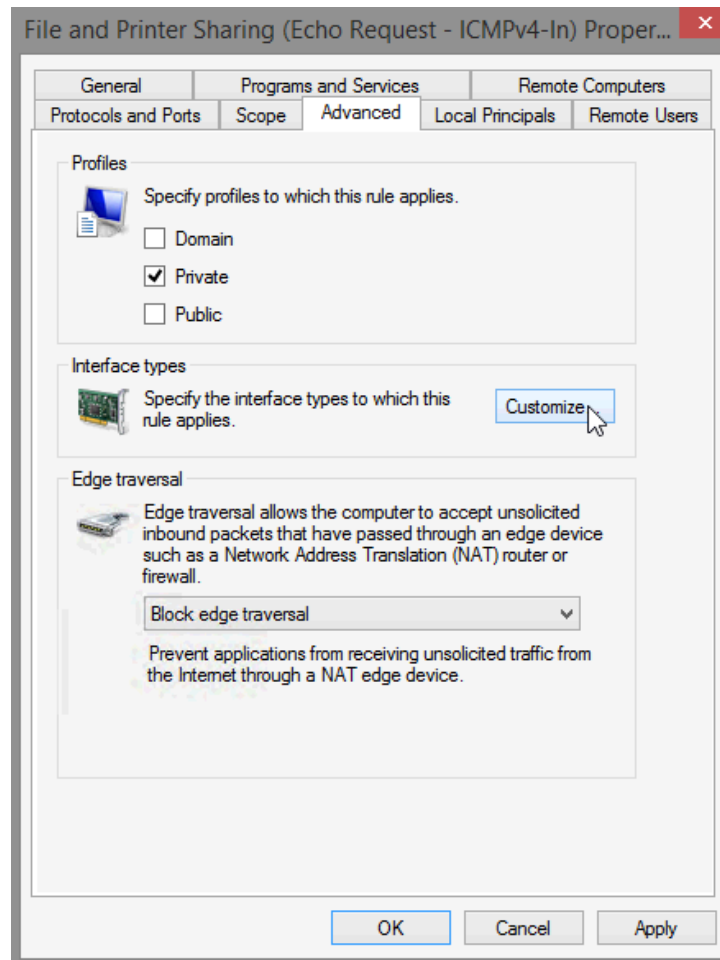 File and Printer Sharing (Echo Request - ICMPv4-In) Proper...
General Programs and Services Remote Computers
Protocols and Ports Scope Advanced Local Principals Remote Users
Profiles
Specify profiles to which this rule applies.
Domain
Private
Public
Interface types
Specify the interface types to which this
rule applies.
Customize...
Edge traversal
Edge traversal allows the computer to accept unsolicited
inbound packets that have passed through an edge device
such as a Network Address Translation (NAT) router or
firewall.
Block edge traversal
Prevent applications from receiving unsolicited traffic from
the Internet through a NAT edge device.
OK Cancel Apply